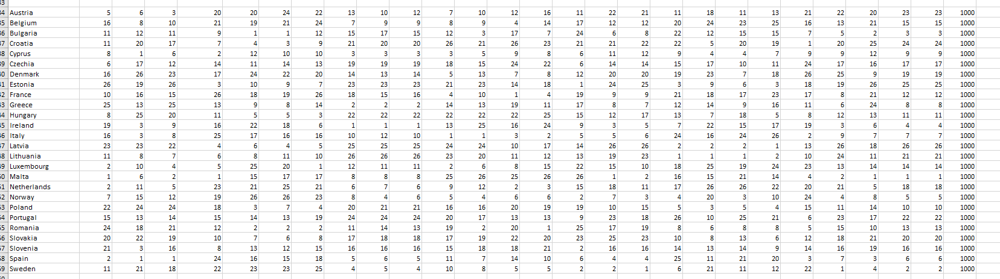 33
34 Austria 5 6 3 20 20 24 22 13 10 12 7 10 12 16 11 22 21 11 18 11 13 21 22 20 23 23 1000
35 Belgium 16 8 10 21 19 21 24 7 9 9 8 9 4 14 17 12 12 20 24 23 25 16 13 21 15 15 1000
36 Bulgaria 11 12 11 9 1 1 12 15 17 15 12 3 17 7 24 6 8 22 12 15 15 7 5 2 3 3 1000
37 Croatia 11 20 17 7 4 3 9 21 20 20 26 21 26 23 21 21 22 22 5 20 19 1 20 25 24 24 1000
38 Cyprus 8 1 6 2 12 10 10 3 3 3 3 5 9 8 6 11 12 9 4 4 7 9 9 12 9 9 1000
39 Czechia 6 17 12 14 11 14 13 19 19 19 18 15 24 22 6 14 14 15 17 10 11 24 17 16 17 17 1000
40 Denmark 16 26 23 17 24 22 20 14 13 14 5 13 7 8 12 20 20 19 23 7 18 26 25 9 19 19 1000
41 Estonia 26 19 26 3 10 9 7 23 23 23 21 23 14 18 1 24 25 3 9 6 3 18 19 26 25 25 1000
42 France 10 16 15 26 18 19 26 18 15 16 4 10 1 4 19 9 9 21 18 17 23 17 8 21 12 12 1000
43 Greece 25 13 25 13 9 8 14 2 2 2 14 13 19 11 17 8 7 12 14 9 16 11 6 24 8 8 1000
44 Hungary 8 25 20 11 5 5 3 22 22 22 22 22 22 25 15 12 17 13 7 18 5 8 12 13 11 11 1000
45 Ireland 19 3 9 16 22 18 6 1 1 1 13 25 16 24 9 3 5 7 22 15 17 19 3 6 4 4 1000
46 Italy 16 3 8 25 17 16 16 10 12 10 1 1 3 2 5 5 6 24 16 24 26 2 9 7 7 7 1000
47 Latvia 23 23 22 4 6 4 5 25 25 25 24 24 10 17 14 26 26 2 2 2 1 13 26 18 26 26 1000
48 Lithuania 11 8 7 6 8 11 10 26 26 26 23 20 11 12 13 19 23 1 1 1 2 10 24 11 21 21 1000
49 Luxembourg 2 10 4 5 25 20 1 12 11 11 2 6 8 15 22 15 10 18 25 19 24 23 13 14 14 14 1000
50 Malta 1 6 2 1 15 17 17 8 8 8 25 26 25 26 26 1 2 16 15 21 14 4 2 1 1 1 1000
51 Netherlands 2 11 5 23 21 25 21 6 7 6 9 12 2 3 15 18 11 17 26 26 22 20 21 5 18 18 1000
52 Norway 7 15 12 19 26 26 23 8 4 6 5 4 6 6 2 7 3 4 20 3 10 24 4 8 5 5 1000
53 Poland 22 24 24 18 3 7 4 20 21 21 16 16 20 19 19 10 15 5 3 5 4 15 11 14 10 10 1000
54 Portugal 15 13 14 15 14 13 19 24 24 24 20 17 13 13 9 23 18 26 10 25 21 6 23 17 22 22 1000
55 Romania 24 18 21 12 2 2 2 11 14 13 19 2 20 1 25 17 19 8 6 8 8 5 15 10 13 13 1000
56 Slovakia 20 22 19 10 7 6 8 17 18 18 17 19 22 20 23 25 23 10 8 13 6 12 18 21 20 20 1000
57 Slovenia 21 3 16 8 13 12 15 16 16 16 15 18 18 21 2 16 16 14 13 14 9 14 16 19 16 16 1000
58 Spain 2 1 1 24 16 15 18 5 6 5 11 7 14 10 6 4 4 25 11 21 20 3 7 3 6 6 1000
59 Sweden 11 21 18 22 23 23 25 4 5 4 10 8 5 5 2 2 1 6 21 11 12 22 1 4 2 2 1000